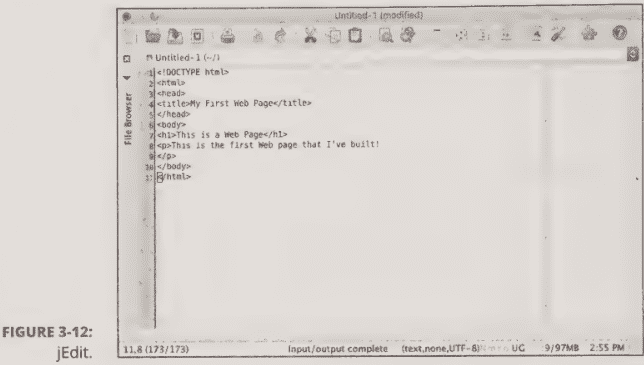 Untitled-1 (modified)
Untitled-1 (~/)
File Browser
1 <!DOCTYPE html>
2 <html>
3 <head>
4 <title>My First Web Page</title>
5 </head>
6 <body>
7 <h1>This is a Web Page</h1>
8 <p>This is the first Web page that I've built!
9 </p>
10 </body>
11 </html>
11,8 (173/173) Input/output complete (text,none,UTF-8) UG 9/97MB 2:55 PM
FIGURE 3-12:
jEdit.